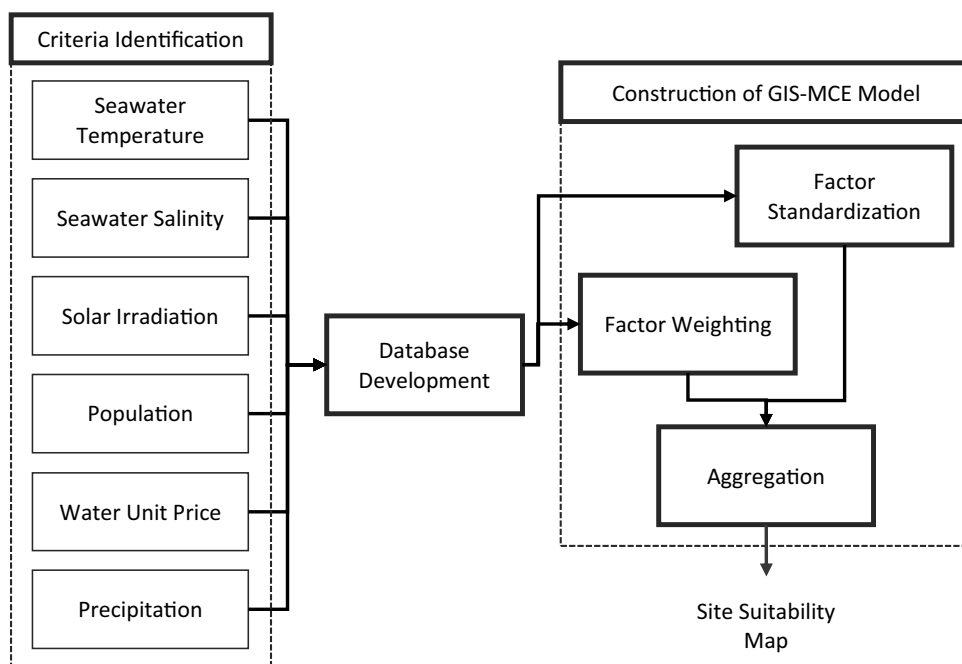 Criteria Identification
Seawater
Temperature
Seawater Salinity
Solar Irradiation
Population
Water Unit Price
Precipitation
Database
Development
Construction of GIS-MCE Model
Factor
Standardization
Factor Weighting
Aggregation
Site Suitability
Map